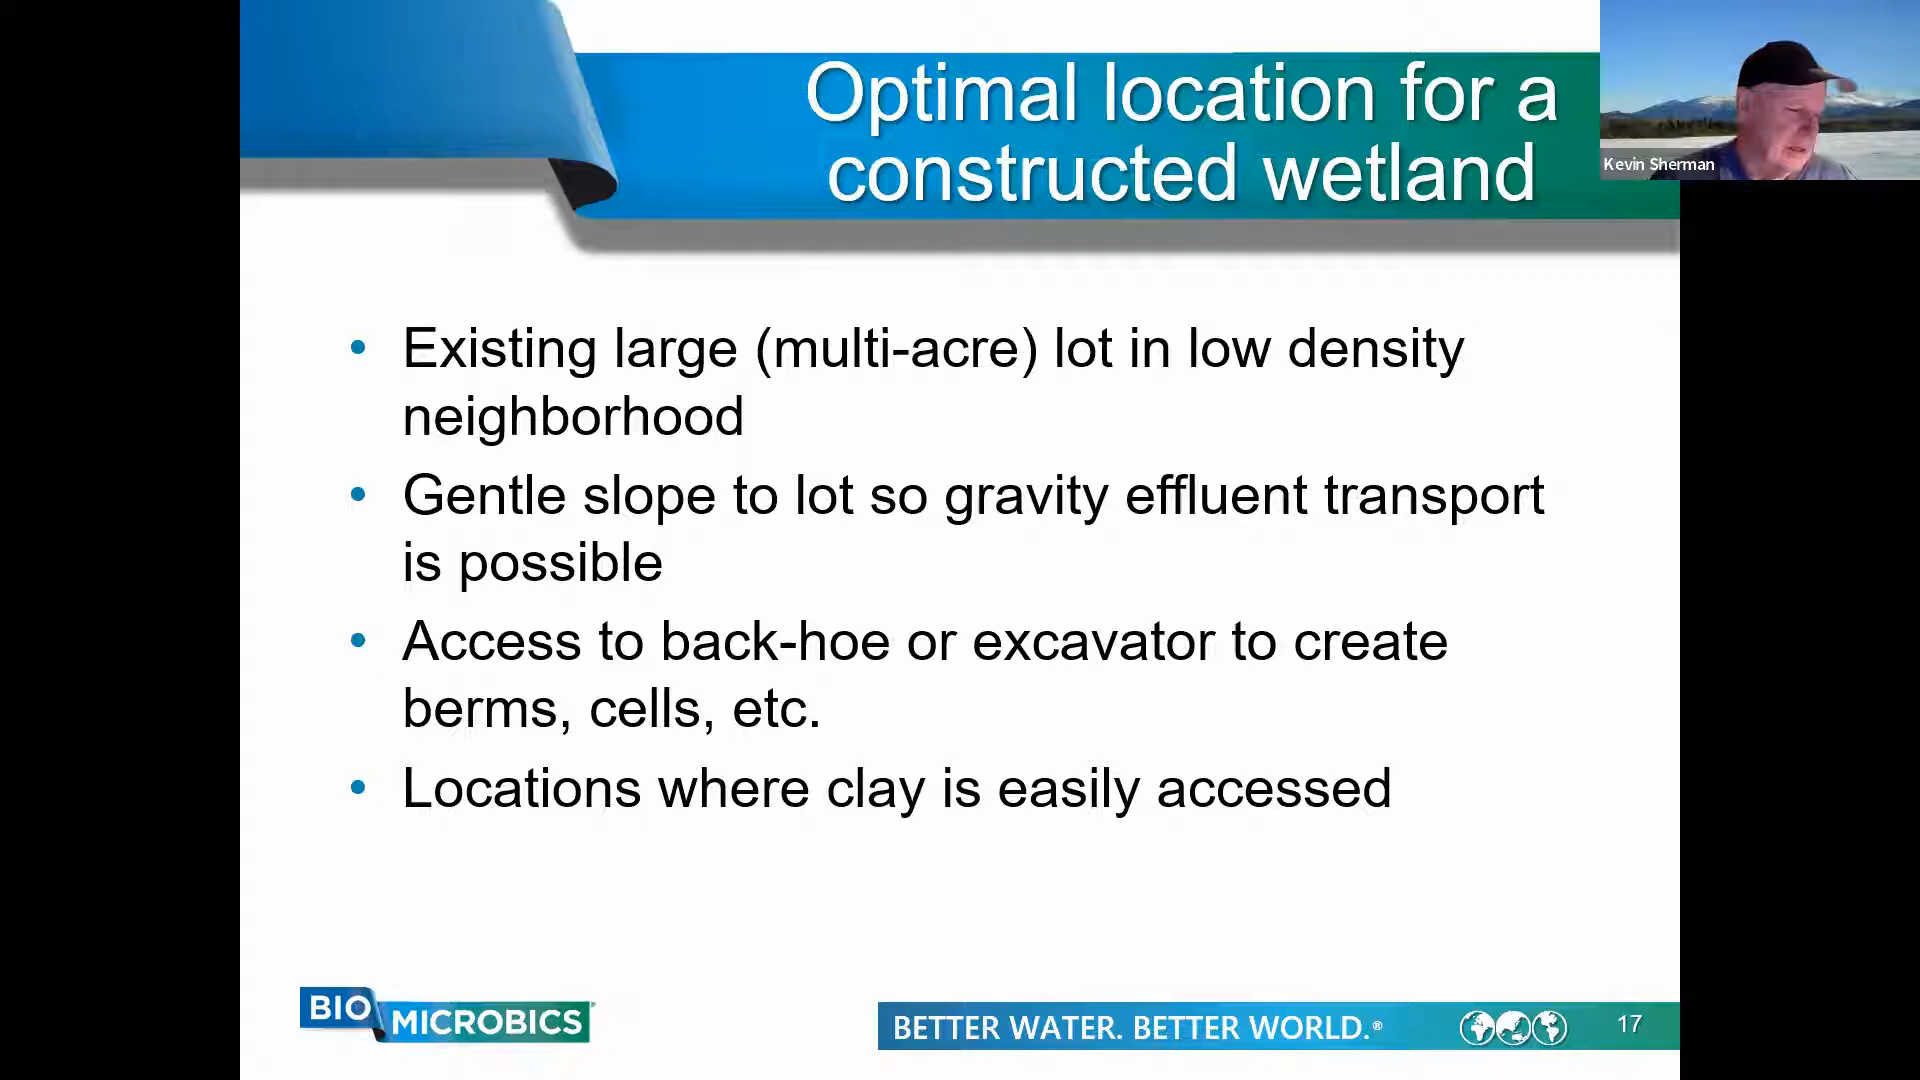 Optimal location for a
constructed wetland
Kevin Sherman
• Existing large (multi-acre) lot in low density
neighborhood
• Gentle slope to lot so gravity effluent transport
is possible
• Access to back-hoe or excavator to create
berms, cells, etc.
• Locations where clay is easily accessed
BIO MICROBICS
BETTER WATER. BETTER WORLD.®
17